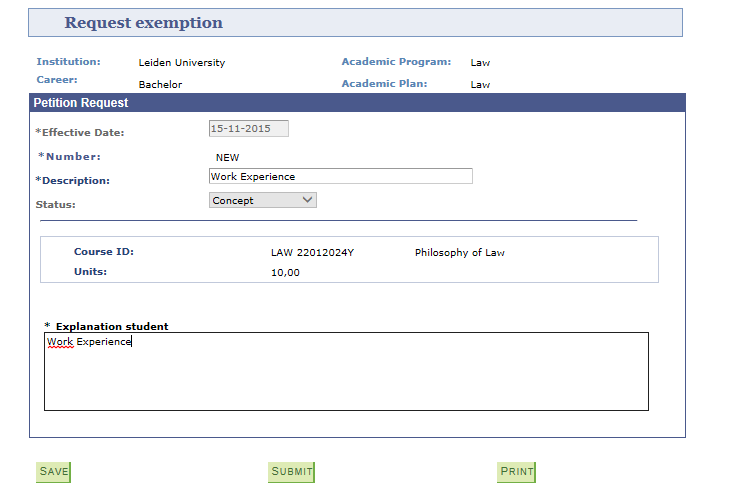 Request exemption
Institution: Leiden University Academic Program: Law
Career: Bachelor Academic Plan: Law
Petition Request
*Effective Date: 15-11-2015
*Number: NEW
*Description: Work Experience
Status: Concept
Course ID: LAW 22012024Y Philosophy of Law
Units: 10,00
* Explanation student
Work Experience
SAVE SUBMIT PRINT